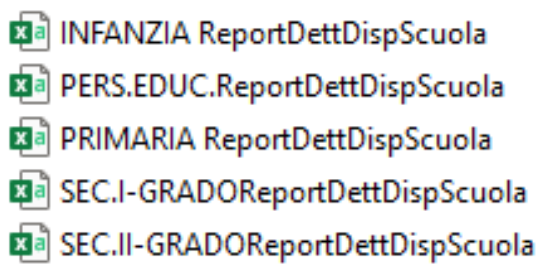 INFANZIA ReportDettDispScuola
PERS.EDUC.ReportDettDispScuola
PRIMARIA ReportDettDispScuola
SEC.I-GRADOReportDettDispScuola
SEC.II-GRADOReportDettDispScuola